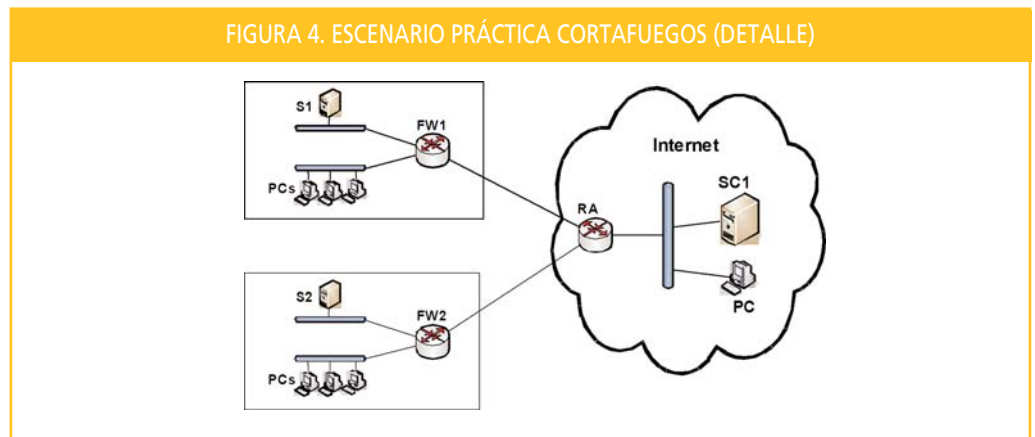 FIGURA 4. ESCENARIO PRÁCTICA CORTAFUEGOS (DETALLE)
S1
FW1
PCs
Internet
SC1
RA
PC
S2
FW2
PCs